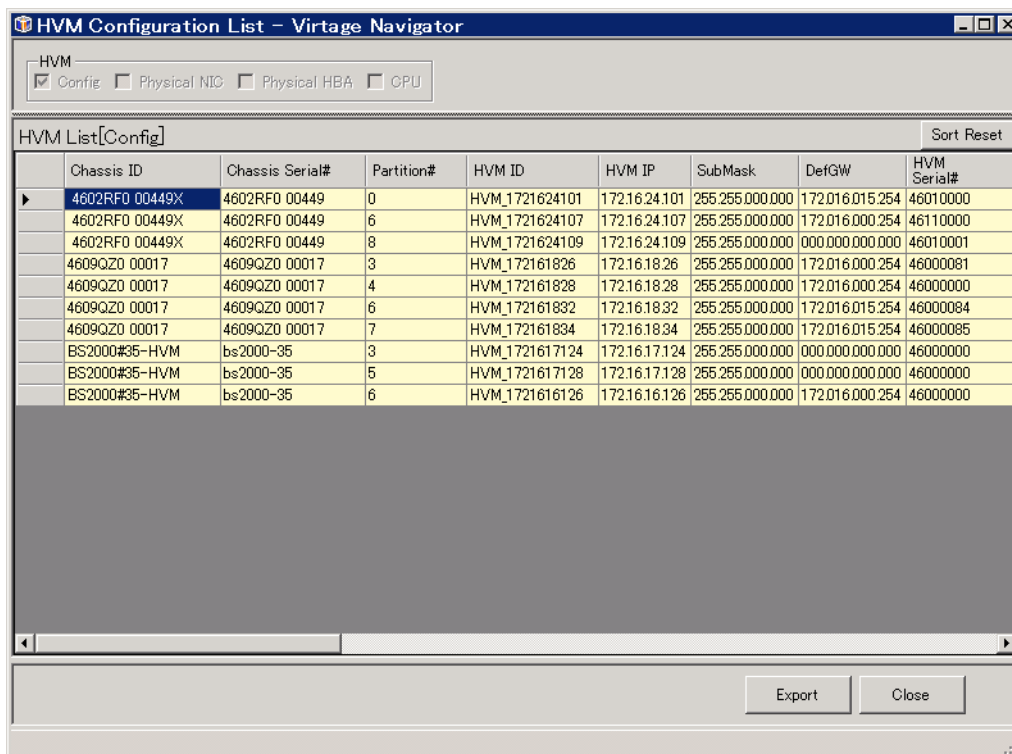 HVM Configuration List - Virtage Navigator
HVM
Config Physical NIC Physical HBA CPU
HVM List[Config] Sort Reset
Chassis ID Chassis Serial# Partition# HVM ID HVM IP SubMask DefGW HVM Serial#
4602RF0 00449X 4602RF0 00449 0 HVM_1721624101 172.16.24.101 255.255.000.000 172.016.015.254 46010000
4602RF0 00449X 4602RF0 00449 6 HVM_1721624107 172.16.24.107 255.255.000.000 172.016.000.254 46110000
4602RF0 00449X 4602RF0 00449 8 HVM_1721624109 172.16.24.109 255.255.000.000 000.000.000.000 46010001
4609QZ0 00017 4609QZ0 00017 3 HVM_172161826 172.16.18.26 255.255.000.000 172.016.000.254 46000081
4609QZ0 00017 4609QZ0 00017 4 HVM_172161828 172.16.18.28 255.255.000.000 172.016.000.254 46000000
4609QZ0 00017 4609QZ0 00017 6 HVM_172161832 172.16.18.32 255.255.000.000 172.016.015.254 46000084
4609QZ0 00017 4609QZ0 00017 7 HVM_172161834 172.16.18.34 255.255.000.000 172.016.015.254 46000085
BS2000#35-HVM bs2000-35 3 HVM_1721617124 172.16.17.124 255.255.000.000 000.000.000.000 46000000
BS2000#35-HVM bs2000-35 5 HVM_1721617128 172.16.17.128 255.255.000.000 000.000.000.000 46000000
BS2000#35-HVM bs2000-35 6 HVM_1721616126 172.16.16.126 255.255.000.000 172.016.000.254 46000000
Export Close